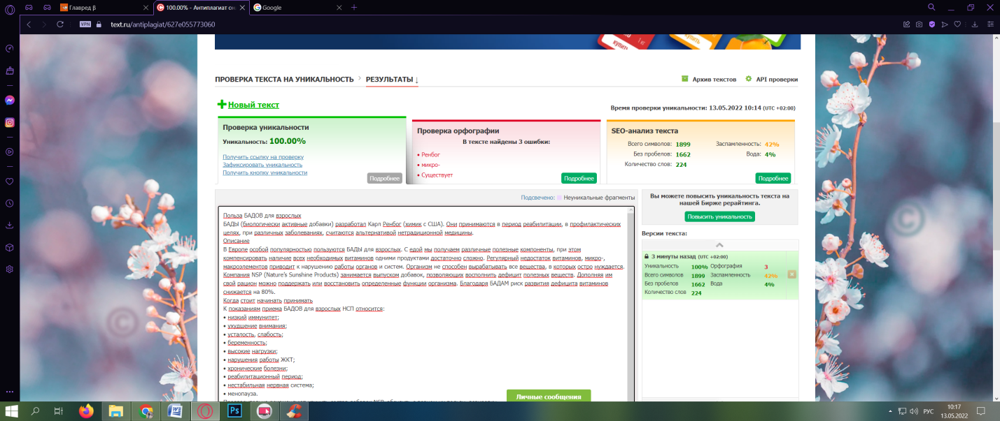 Главред β
100.00% - Антиплагиат он
Google
VPN
text.ru/antiplagiat/627e055773060
купить
1 кг
купить
ПРОВЕРКА ТЕКСТА НА УНИКАЛЬНОСТЬ > РЕЗУЛЬТАТЫ ↓
Архив текстов
API проверки
Новый текст
Время проверки уникальности: 13.05.2022 10:14 (UTC +02:00)
Проверка уникальности
Уникальность: 100.00%
Получить ссылку на проверку
Зафиксировать уникальность
Получить кнопку уникальности
Подробнее
Проверка орфографии
В тексте найдены 3 ошибки:
• Ренбог
• микро-
• Существует
Подробнее
SEO-анализ текста
Всего символов: 1899 Заспамленность: 42%
Без пробелов: 1662 Вода: 4%
Количество слов: 224
Подробнее
Подсвечено: Неуникальные фрагменты
Польза БАДОВ для взрослых
БАДЫ (биологически активные добавки) разработал Карл Ренбог (химик с США). Они принимаются в период реабилитации, в профилактических
целях, при различных заболеваниях, считаются альтернативой нетрадиционной медицины.
Описание
В Европе особой популярностью пользуются БАДЫ для взрослых. С едой мы получаем различные полезные компоненты, при этом
компенсировать наличие всех необходимых витаминов одними продуктами достаточно сложно. Регулярный недостаток витаминов, микро-,
макроэлементов приводит к нарушению работы органов и систем. Организм не способен вырабатывать все вещества, в которых остро нуждается.
Компания NSP (Nature's Sunshine Products) занимается выпуском добавок, позволяющих восполнить дефицит полезных веществ. Дополняя им
свой рацион можно поддержать или восстановить определенные функции организма. Благодаря БАДАМ риск развития дефицита витаминов
снижается на 80%.
Когда стоит начинать принимать
К показаниям приема БАДОВ для взрослых НСП относится:
• низкий иммунитет;
• ухудшение внимания;
• усталость, слабость;
• беременность;
• высокие нагрузки;
• нарушения работы ЖКТ;
• хронические болезни;
• реабилитационный период;
• нестабильная нервная система;
• менопауза.
Вы можете повысить уникальность текста на
нашей Бирже рерайтинга.
Повысить уникальность
Версии текста:
3 минуты назад (UTC +02:00)
Уникальность 100% Орфография 3
Всего символов 1899 Заспамленность 42%
Без пробелов 1662 Вода 4%
Количество слов 224
Личные сообщения
Ps
РУС
10:17
13.05.2022